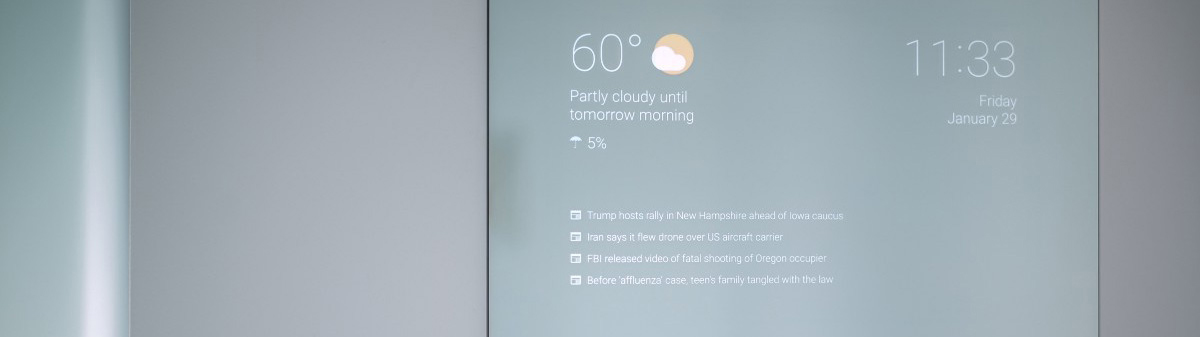 60°
Partly cloudy until
tomorrow morning
5%
11:33
Friday
January 29
Trump hosts rally in New Hampshire ahead of Iowa caucus
Iran says it flew drone over US aircraft carrier
FBI released video of fatal shooting of Oregon occupier
Before 'affluenza' case, teen's family tangled with the law